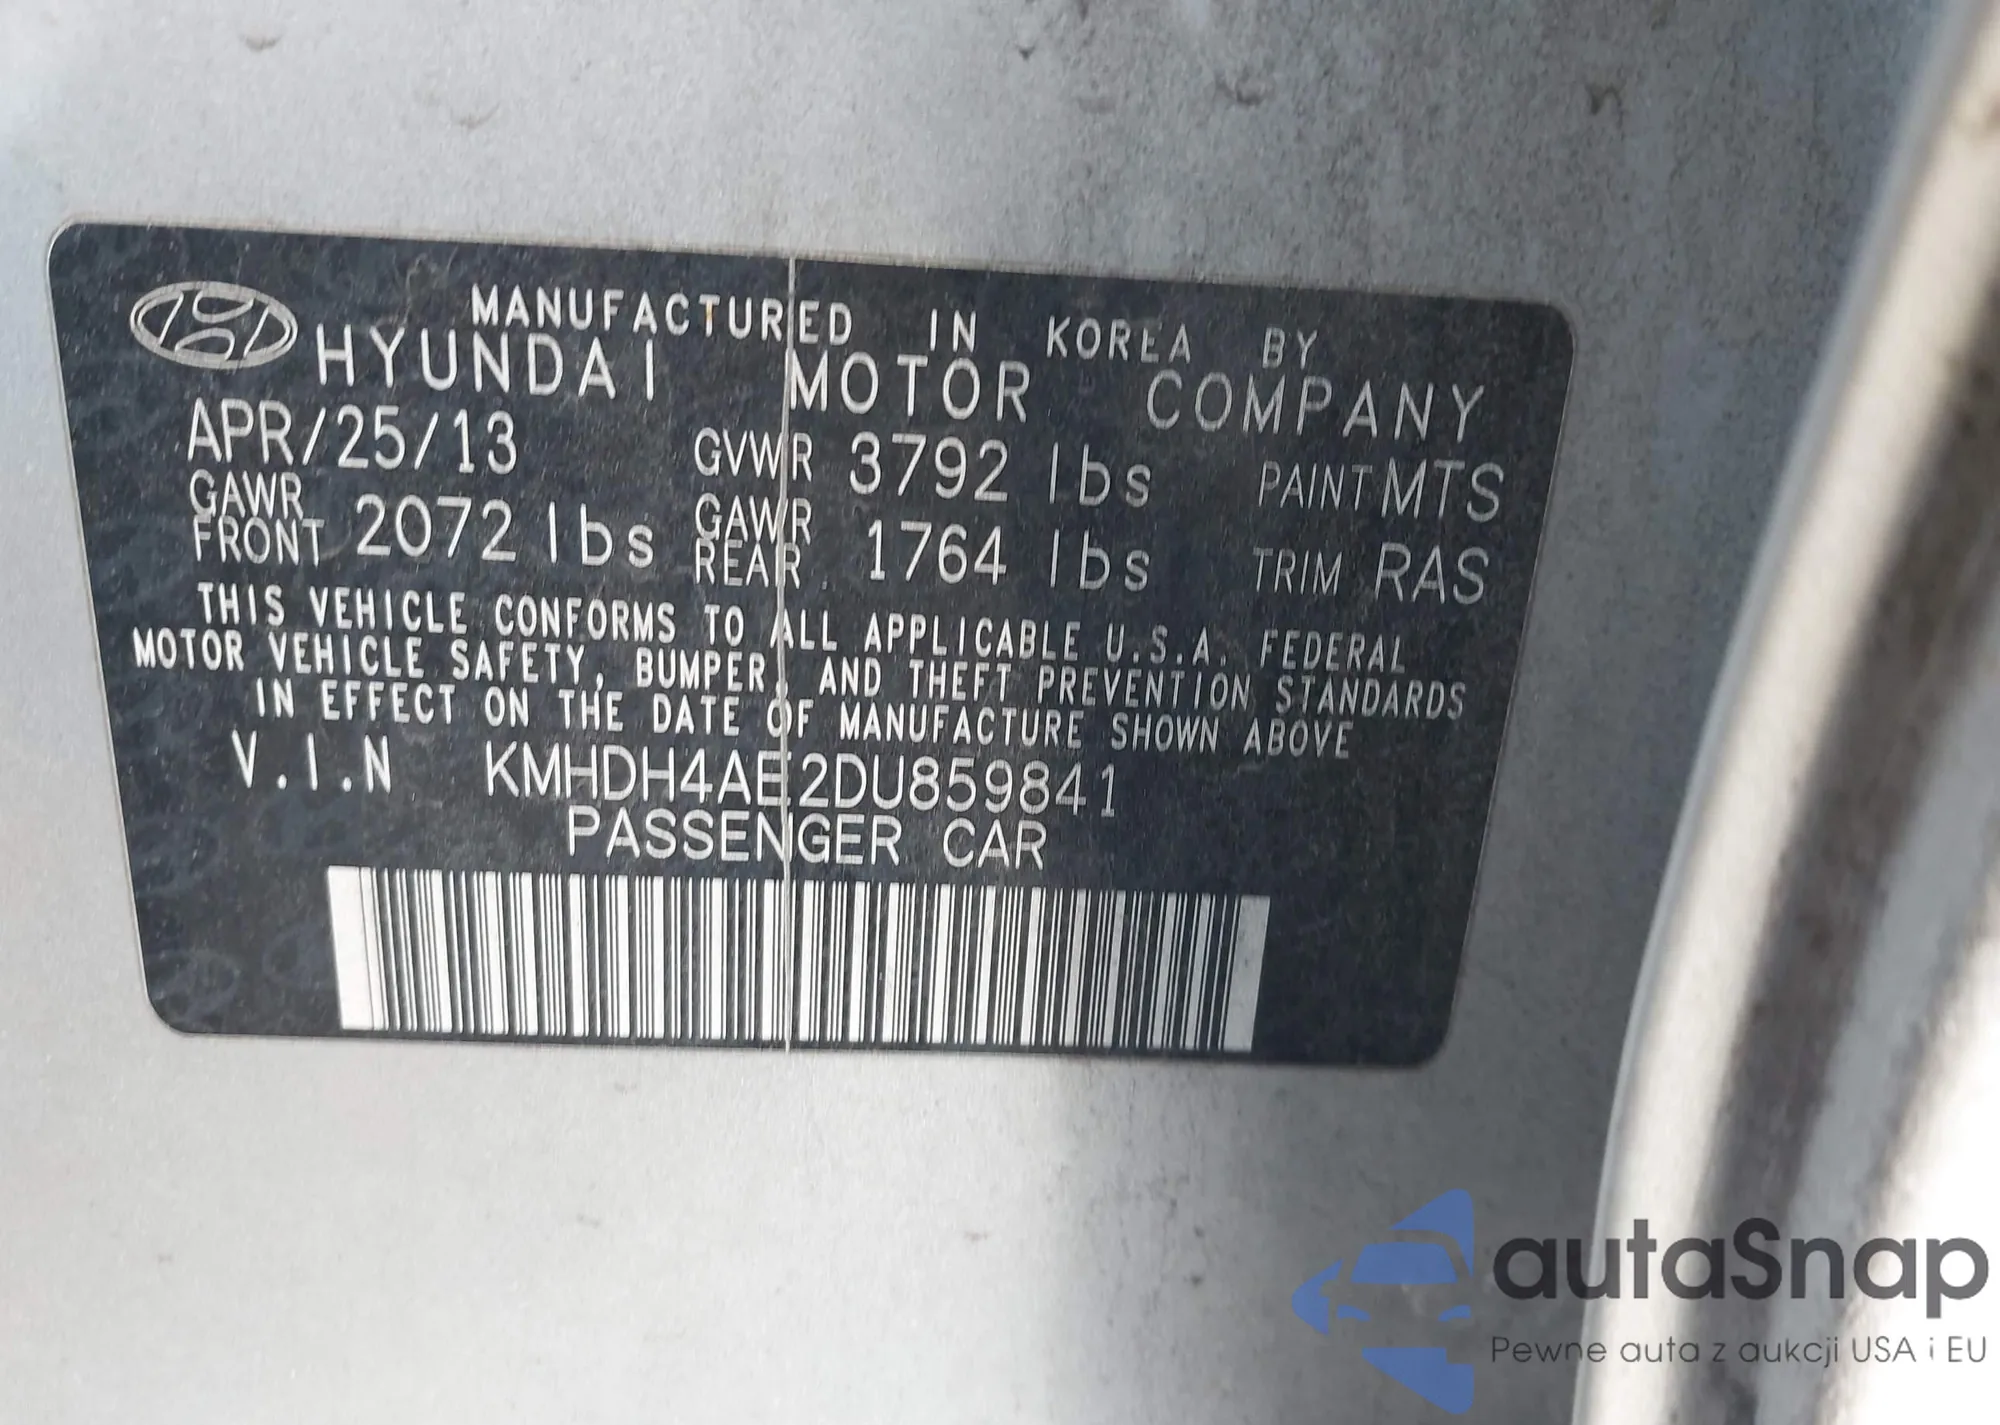 MANUFACTURED IN KOREA BY
HYUNDAI MOTOR COMPANY
APR/25/13 GVWR 3792 lbs PAINT MTS
GAWR FRONT 2072 lbs GAWR REAR 1764 lbs TRIM RAS
THIS VEHICLE CONFORMS TO ALL APPLICABLE U.S.A. FEDERAL
MOTOR VEHICLE SAFETY, BUMPER, AND THEFT PREVENTION STANDARDS
IN EFFECT ON THE DATE OF MANUFACTURE SHOWN ABOVE
V.I.N KMHDH4AE2DU859841
PASSENGER CAR
autaSnap
Pewne auta z aukcji USA i EU